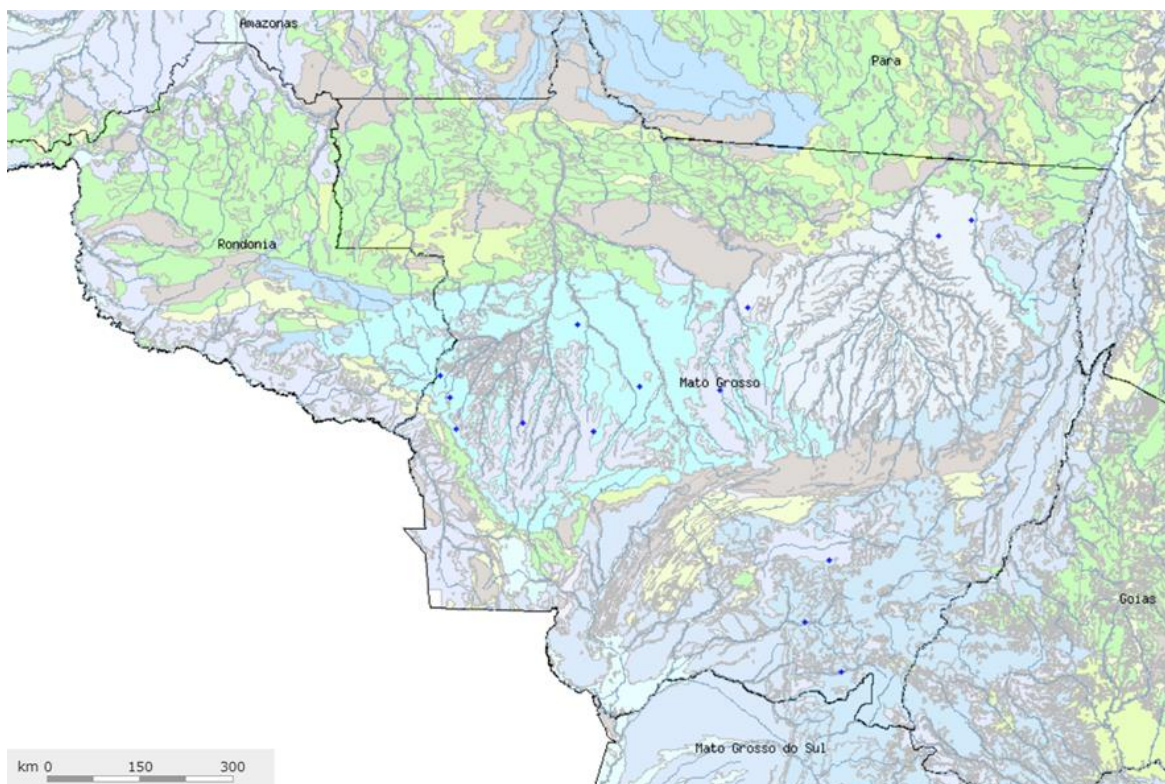 Amazonas
Para
Rondonia
Mato Grosso
Goias
Mato Grosso do Sul
km 0 150 300